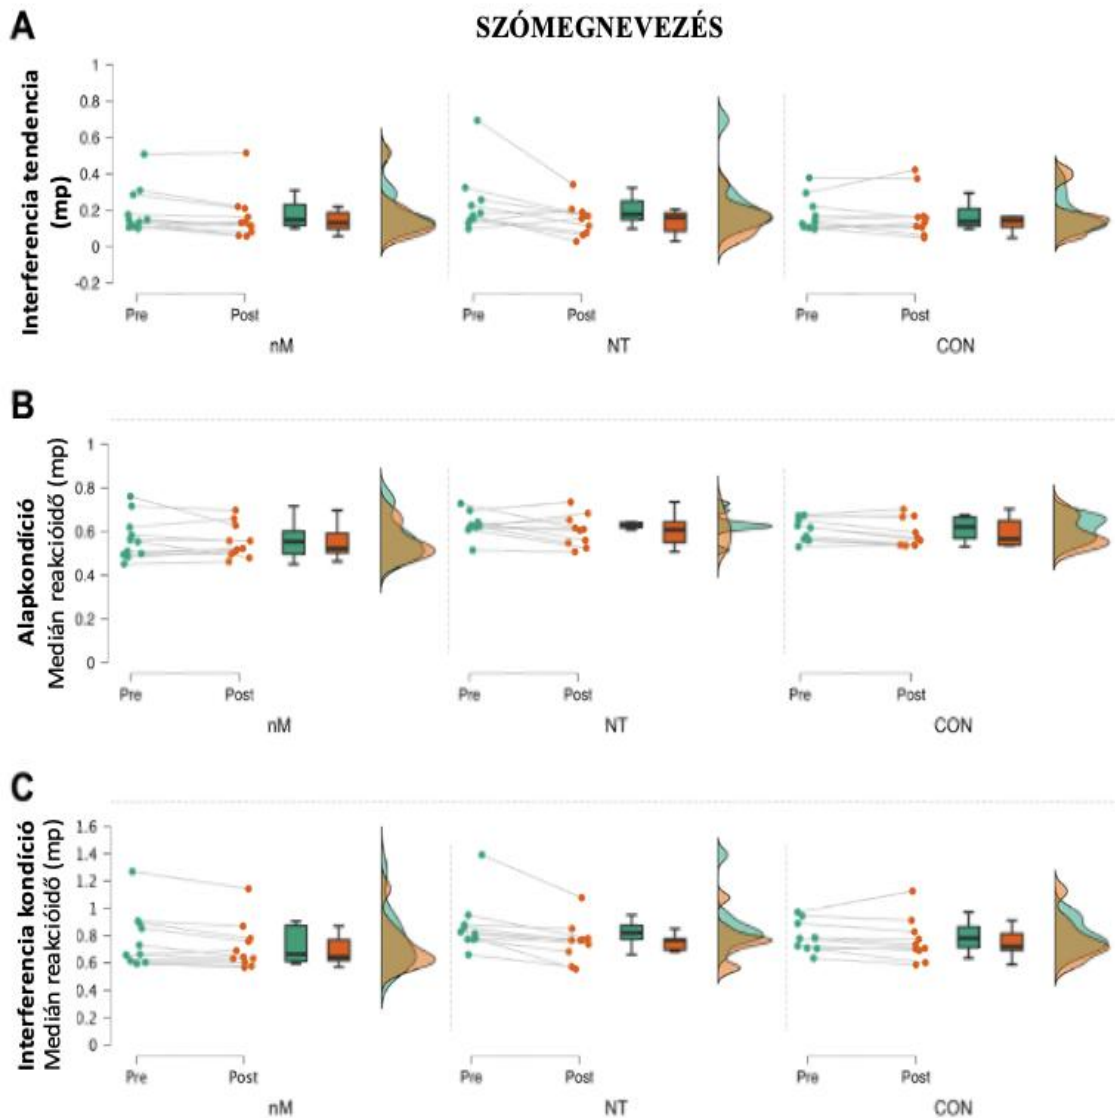 A
SZÓMEGNEVEZÉS
Interferencia tendencia
(mp)
1
0.8
0.6
0.4
0.2
0
-0.2
Pre Post Pre Post Pre Post
nM NT CON
B
Alapkondíció
Medián reakcióidő (mp)
1
0.8
0.6
0.4
0.2
0
Pre Post Pre Post Pre Post
nM NT CON
C
Interferencia kondíció
Medián reakcióidő (mp)
1.6
1.4
1.2
1
0.8
0.6
0.4
0.2
0
Pre Post Pre Post Pre Post
nM NT CON